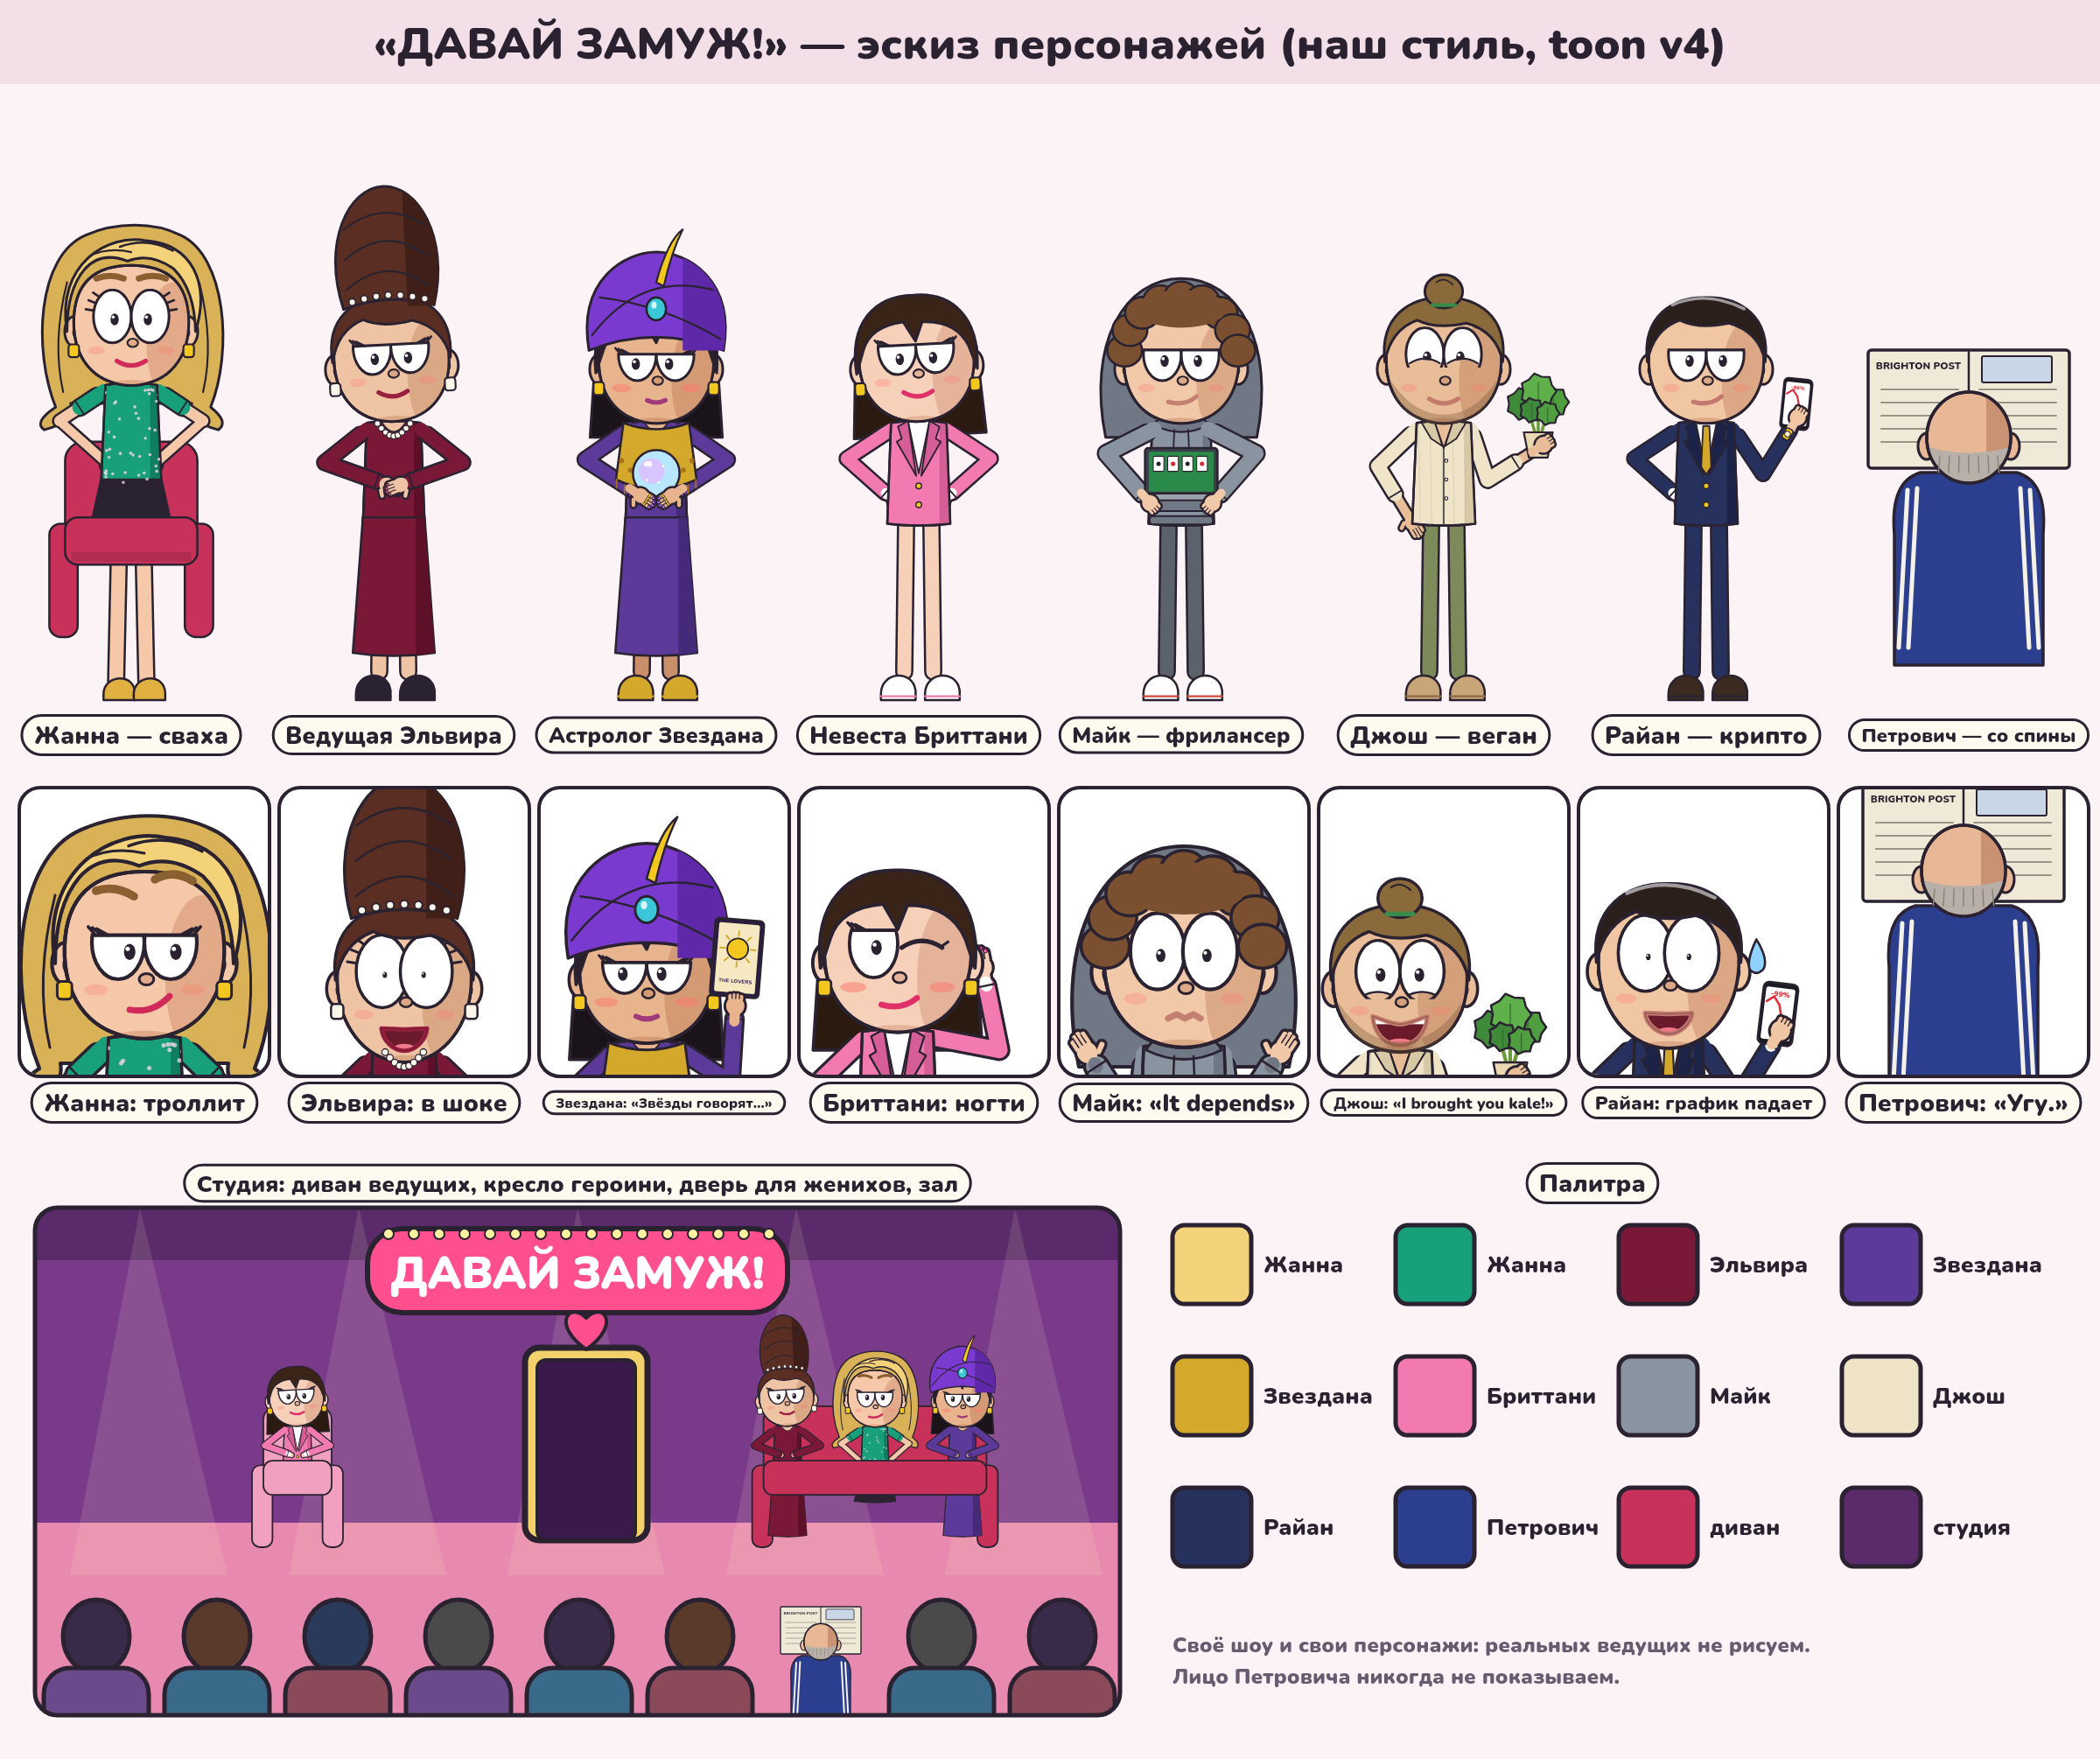 «ДАВАЙ ЗАМУЖ!» — эскиз персонажей (наш стиль, toon v4)
-99%
BRIGHTON POST
Жанна — сваха
Ведущая Эльвира
Астролог Звездана
Невеста Бриттани
Майк — фрилансер
Джош — веган
Райан — крипто
Петрович — со спины
THE LOVERS
-99%
BRIGHTON POST
Жанна: троллит
Эльвира: в шоке
Звездана: «Звёзды говорят...»
Бриттани: ногти
Майк: «It depends»
Джош: «I brought you kale!»
Райан: график падает
Петрович: «Угу.»
Студия: диван ведущих, кресло героини, дверь для женихов, зал
ДАВАЙ ЗАМУЖ!
BRIGHTON POST
Палитра
Жанна
Жанна
Эльвира
Звездана
Звездана
Бриттани
Майк
Джош
Райан
Петрович
диван
студия
Своё шоу и свои персонажи: реальных ведущих не рисуем.
Лицо Петровича никогда не показываем.